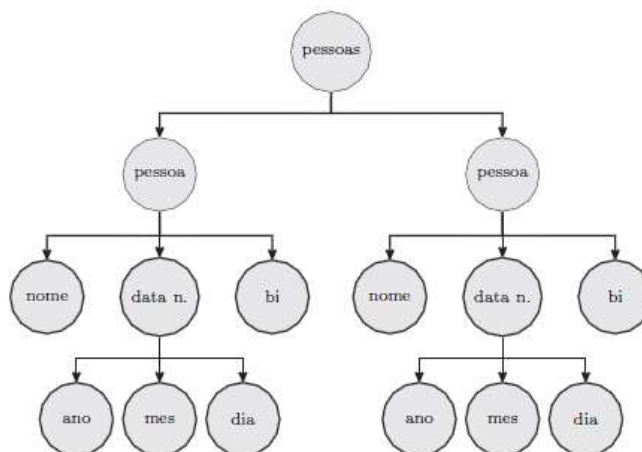 pessoas
pessoa pessoa
nome data n. bi nome data n. bi
ano mes dia ano mes dia